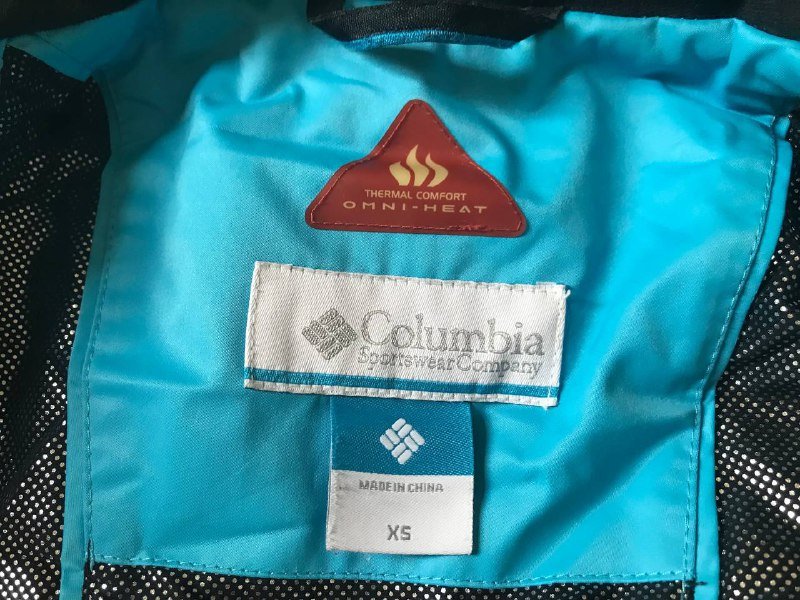 THERMAL COMFORT
OMNI-HEAT
Columbia
Sportswear Company
MADE IN CHINA
XS